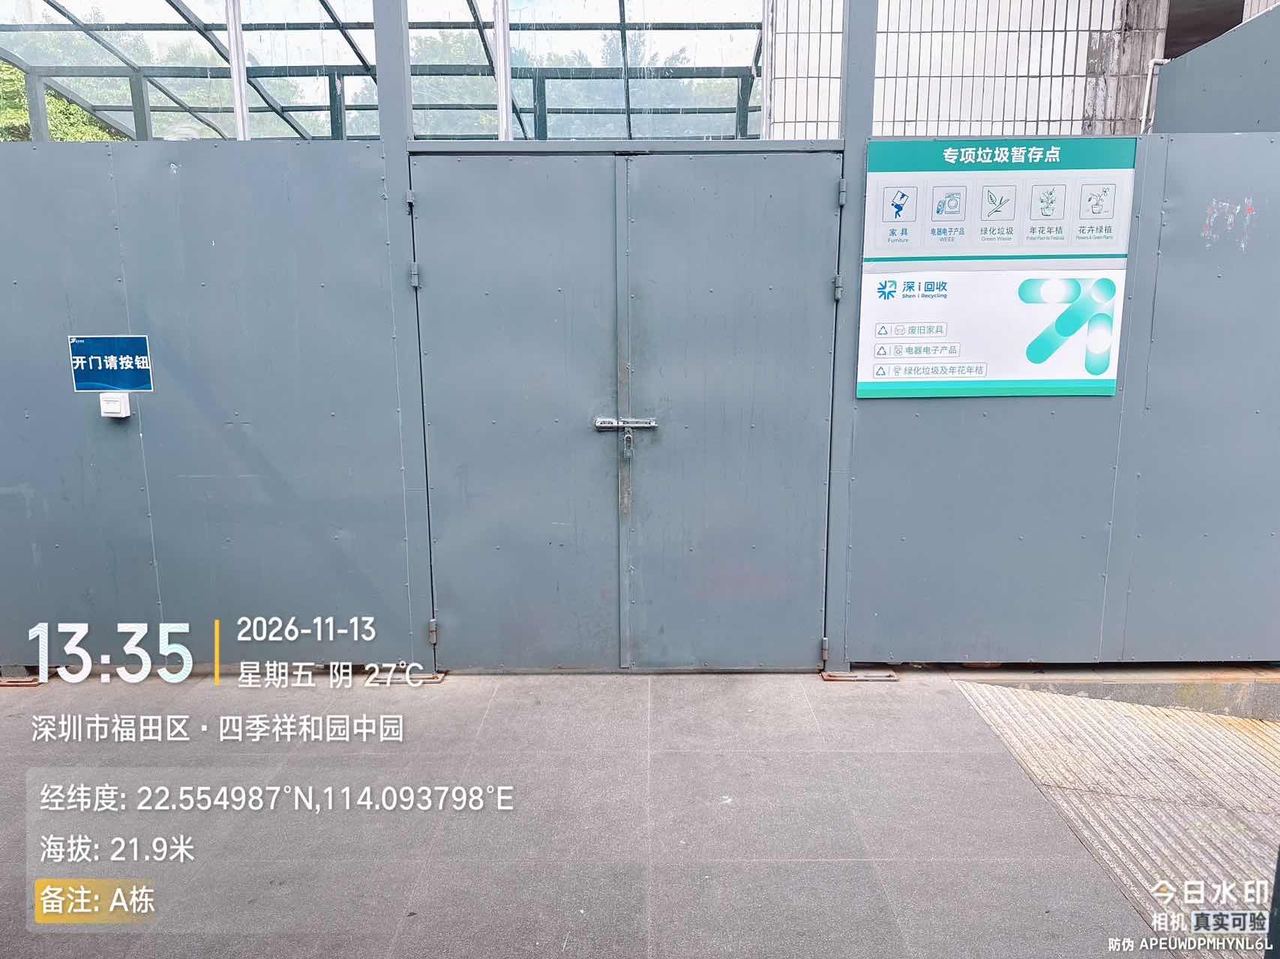 专项垃圾暂存点
家具
Furniture
电器电子产品
WEEE
绿化垃圾
Green Waste
年花年桔
花卉绿植
深i回收
Shen i Recycling
废旧家具
电器电子产品
绿化垃圾及年花年桔
开门请按钮
13:35
2026-11-13
星期五 阴 27℃
深圳市福田区·四季祥和园中园
经纬度: 22.554987°N,114.093798°E
海拔: 21.9米
备注: A栋
今日水印
相机 真实可验
防伪 APEUWDPMHYNL6L